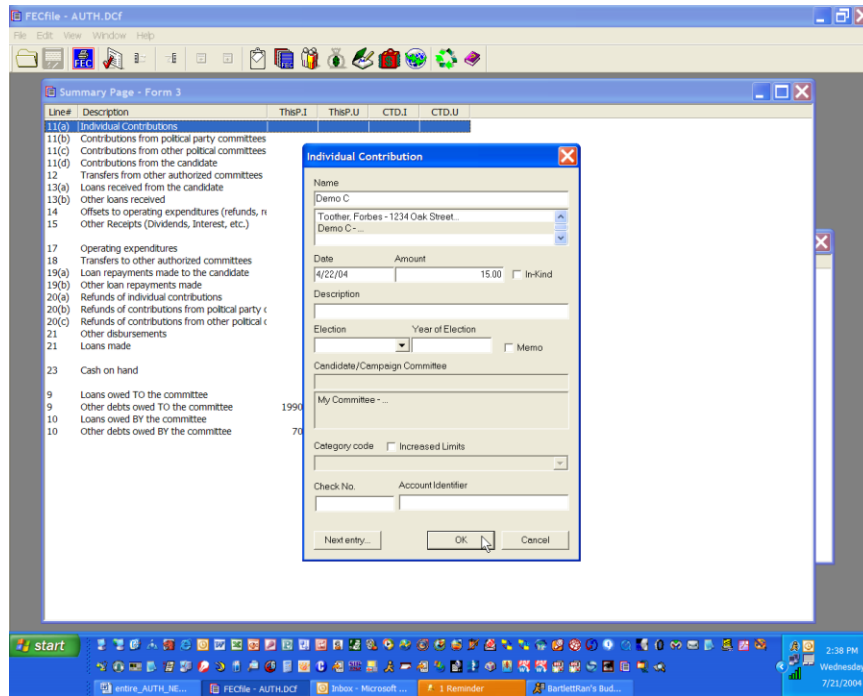 FECfile - AUTH.DCf
File Edit View Window Help
Summary Page - Form 3
Line# Description ThisP.I ThisP.U CTD.I CTD.U
11(a) Individual Contributions
11(b) Contributions from political party committees
11(c) Contributions from other political committees
11(d) Contributions from the candidate
12 Transfers from other authorized committees
13(a) Loans received from the candidate
13(b) Other loans received
14 Offsets to operating expenditures (refunds, re
15 Other Receipts (Dividends, Interest, etc.)
17 Operating expenditures
18 Transfers to other authorized committees
19(a) Loan repayments made to the candidate
19(b) Other loan repayments made
20(a) Refunds of individual contributions
20(b) Refunds of contributions from political party c
20(c) Refunds of contributions from other political c
21 Other disbursements
21 Loans made
23 Cash on hand
9 Loans owed TO the committee
9 Other debts owed TO the committee 1990
10 Loans owed BY the committee
10 Other debts owed BY the committee 70
Individual Contribution
Name
Demo C
Toother, Forbes - 1234 Oak Street...
Demo C - ...
Date Amount
4/22/04 15.00 In-Kind
Description
Election Year of Election
Memo
Candidate/Campaign Committee
My Committee - ...
Category code Increased Limits
Check No. Account Identifier
Next entry... OK Cancel
start
2:38 PM
Wednesday
7/21/2004
entire_AUTH_NE... FECfile - AUTH.DCf Inbox - Microsoft ... 1 Reminder BartlettRan's Bud...